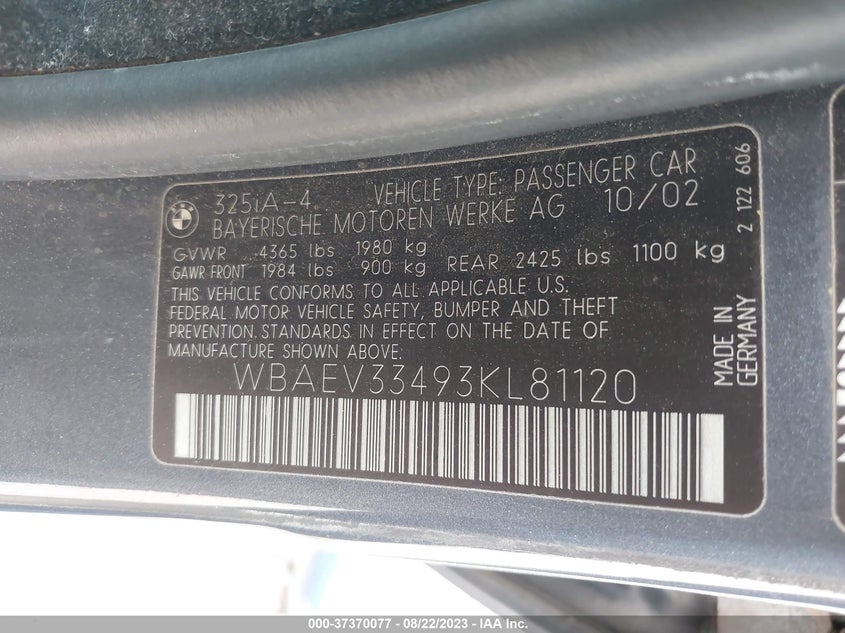 325iA-4 VEHICLE TYPE: PASSENGER CAR
BAYERISCHE MOTOREN WERKE AG 10/02
GVWR 4365 lbs 1980 kg
GAWR FRONT 1984 lbs 900 kg REAR 2425 lbs 1100 kg
THIS VEHICLE CONFORMS TO ALL APPLICABLE U.S.
FEDERAL MOTOR VEHICLE SAFETY, BUMPER AND THEFT
PREVENTION STANDARDS IN EFFECT ON THE DATE OF
MANUFACTURE SHOWN ABOVE.
WBAEV33493KL81120
2 122 606
MADE IN
GERMANY
000-37370077 - 08/22/2023 - IAA Inc.